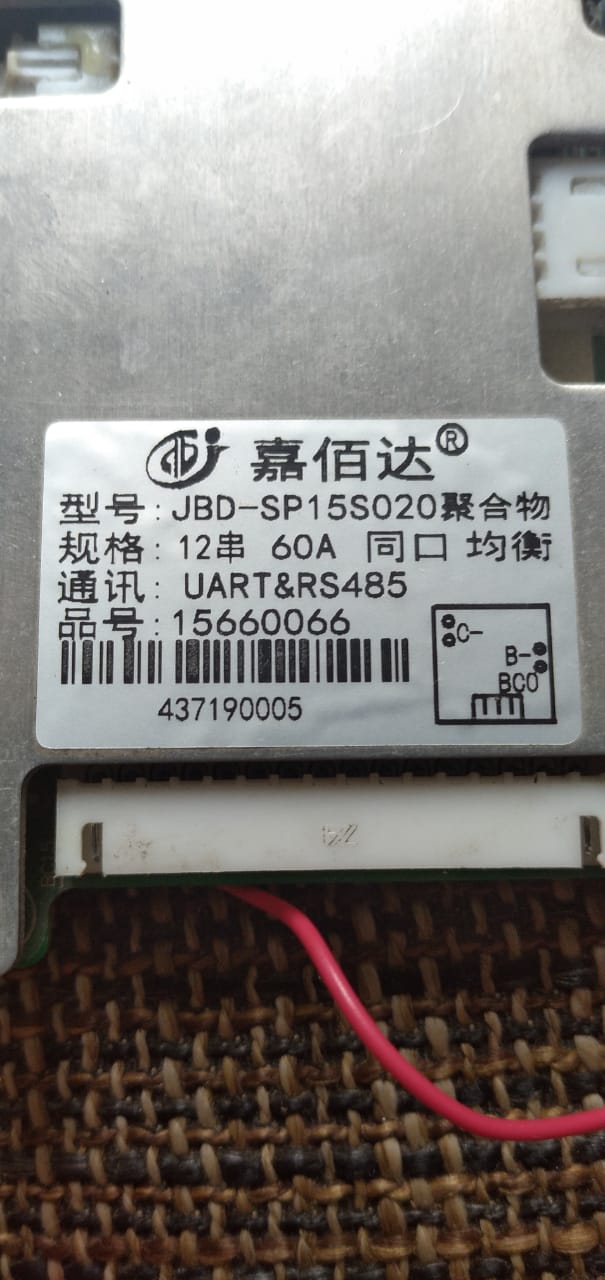 嘉佰达®
型号: JBD-SP15S020聚合物
规格: 12串 60A 同口 均衡
通讯: UART&RS485
品号: 15660066
C-
B-
BC0
437190005